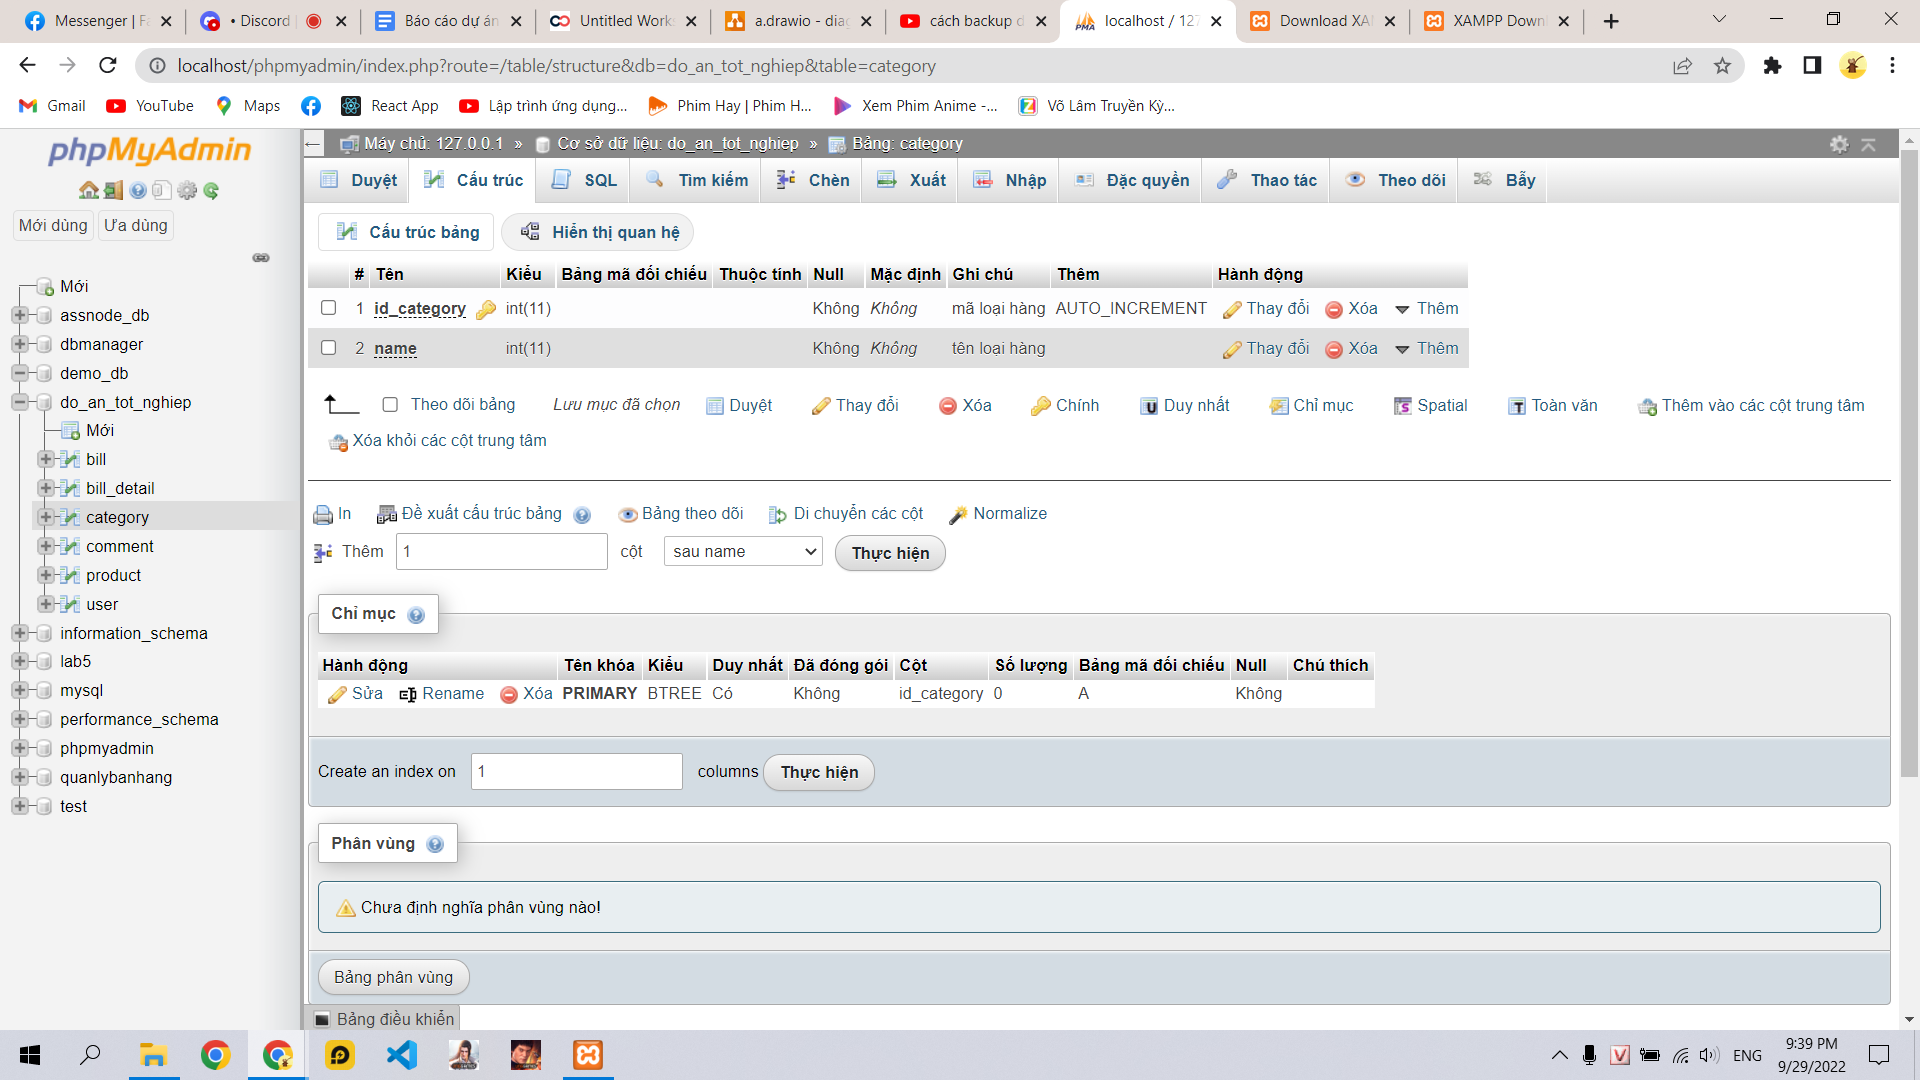 Messenger | Fa
• Discord |
Báo cáo dự án
Untitled Works
a.drawio - diag
cách backup d
localhost / 127
Download XAM
XAMPP Down
localhost/phpmyadmin/index.php?route=/table/structure&db=do_an_tot_nghiep&table=category
Gmail
YouTube
Maps
React App
Lập trình ứng dụng...
Phim Hay | Phim H...
Xem Phim Anime -...
Võ Lâm Truyền Kỳ...
phpMyAdmin
Mới dùng
Ưa dùng
Mới
assnode_db
dbmanager
demo_db
do_an_tot_nghiep
Mới
bill
bill_detail
category
comment
product
user
information_schema
lab5
mysql
performance_schema
phpmyadmin
quanlybanhang
test
Máy chủ: 127.0.0.1 » Cơ sở dữ liệu: do_an_tot_nghiep » Bảng: category
Duyệt Cấu trúc SQL Tìm kiếm Chèn Xuất Nhập Đặc quyền Thao tác Theo dõi Bẫy
Cấu trúc bảng Hiển thị quan hệ
# Tên Kiểu Bảng mã đối chiếu Thuộc tính Null Mặc định Ghi chú Thêm Hành động
1 id_category int(11) Không Không mã loại hàng AUTO_INCREMENT Thay đổi Xóa Thêm
2 name int(11) Không Không tên loại hàng Thay đổi Xóa Thêm
Theo dõi bảng Lưu mục đã chọn Duyệt Thay đổi Xóa Chính Duy nhất Chỉ mục Spatial Toàn văn Thêm vào các cột trung tâm
Xóa khỏi các cột trung tâm
In Đề xuất cấu trúc bảng Bảng theo dõi Di chuyển các cột Normalize
Thêm 1 cột sau name Thực hiện
Chỉ mục
Hành động Tên khóa Kiểu Duy nhất Đã đóng gói Cột Số lượng Bảng mã đối chiếu Null Chú thích
Sửa Rename Xóa PRIMARY BTREE Có Không id_category 0 A Không
Create an index on 1 columns Thực hiện
Phân vùng
Chưa định nghĩa phân vùng nào!
Bảng phân vùng
Bảng điều khiển
ENG
9:39 PM
9/29/2022